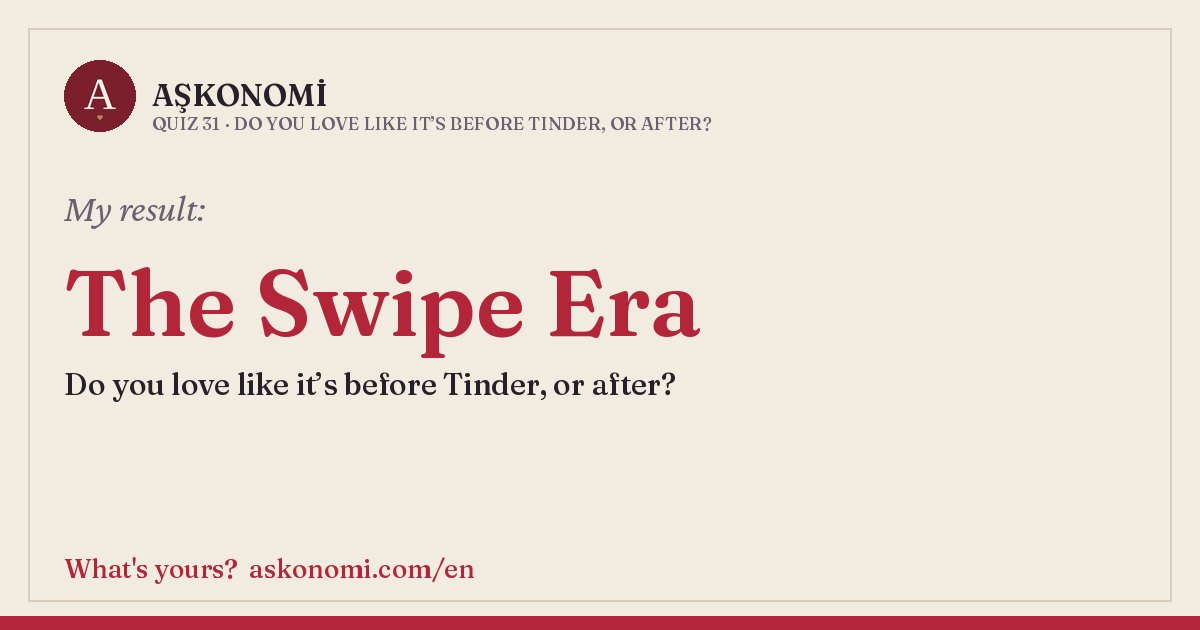 A
AŞKONOMİ
QUIZ 31 · DO YOU LOVE LIKE IT’S BEFORE TINDER, OR AFTER?
My result:
The Swipe Era
Do you love like it’s before Tinder, or after?
What's yours? askonomi.com/en